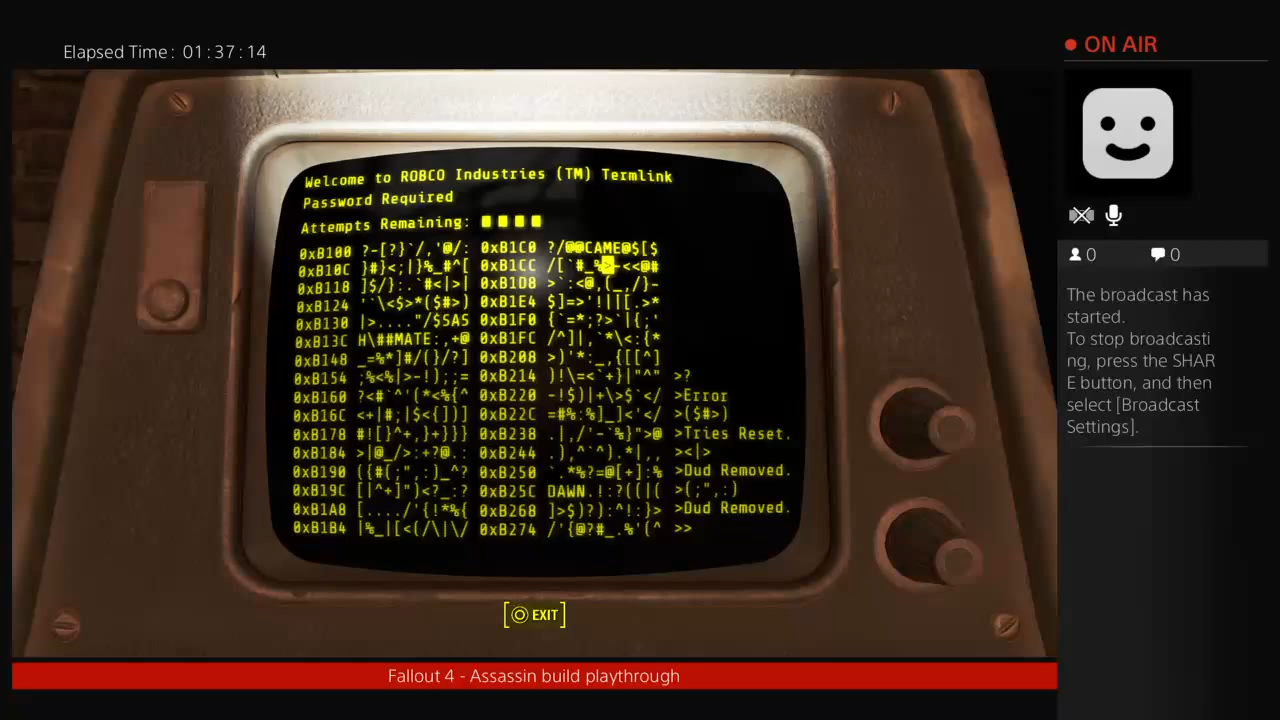 Elapsed Time: 01:37:14
ON AIR
Welcome to ROBCO Industries (TM) Termlink
Password Required
Attempts Remaining:
0xB100 ?-[?}`/,'@/: 0xB1C0 ?/@@CAME@$[$
0xB10C }#}<;|}%_#^[ 0xB1CC /[`#_%>-<<@#
0xB118 ]$/}:.`#<|>| 0xB1D8 >`:<@,(_,/}-
0xB124 '`\<$>*($#>) 0xB1E4 $]=>'!||[.>*
0xB130 |>...."/$SAS 0xB1F0 {`=*;?>`|{;'
0xB13C H\##MATE:,+@ 0xB1FC /^]|,`*\<:{*
0xB148 _=%*]#/(}/?] 0xB208 >)'*:_,{[[^]
0xB154 ;%<%|>-!);;= 0xB214 )!\=<`+}|"^" >?
0xB160 ?<#`^'(*<%{^ 0xB220 -!$)|+\>$`</ >Error
0xB16C <+|#;|$<{])] 0xB22C =#%:%]_]<'</ >($#>)
0xB178 #![}^+,}+}}} 0xB238 .|,/'-`%}">@ >Tries Reset.
0xB184 >|@_/>:+?@.: 0xB244 .),^`^).*|,, ><|>
0xB190 ({#(;",:)_^? 0xB250 `.*%?=@[+]:% >Dud Removed.
0xB19C [|^+]")<?_:? 0xB25C DAWN.!:?((|( >(;",:)
0xB1A8 [..../'{!*%{ 0xB268 ]>$)?):^!:}> >Dud Removed.
0xB1B4 |%_|[<(/\|\/ 0xB274 /'{@?#_.%'(^ >>
EXIT
Fallout 4 - Assassin build playthrough
0
0
The broadcast has
started.
To stop broadcasti
ng, press the SHAR
E button, and then
select [Broadcast
Settings].